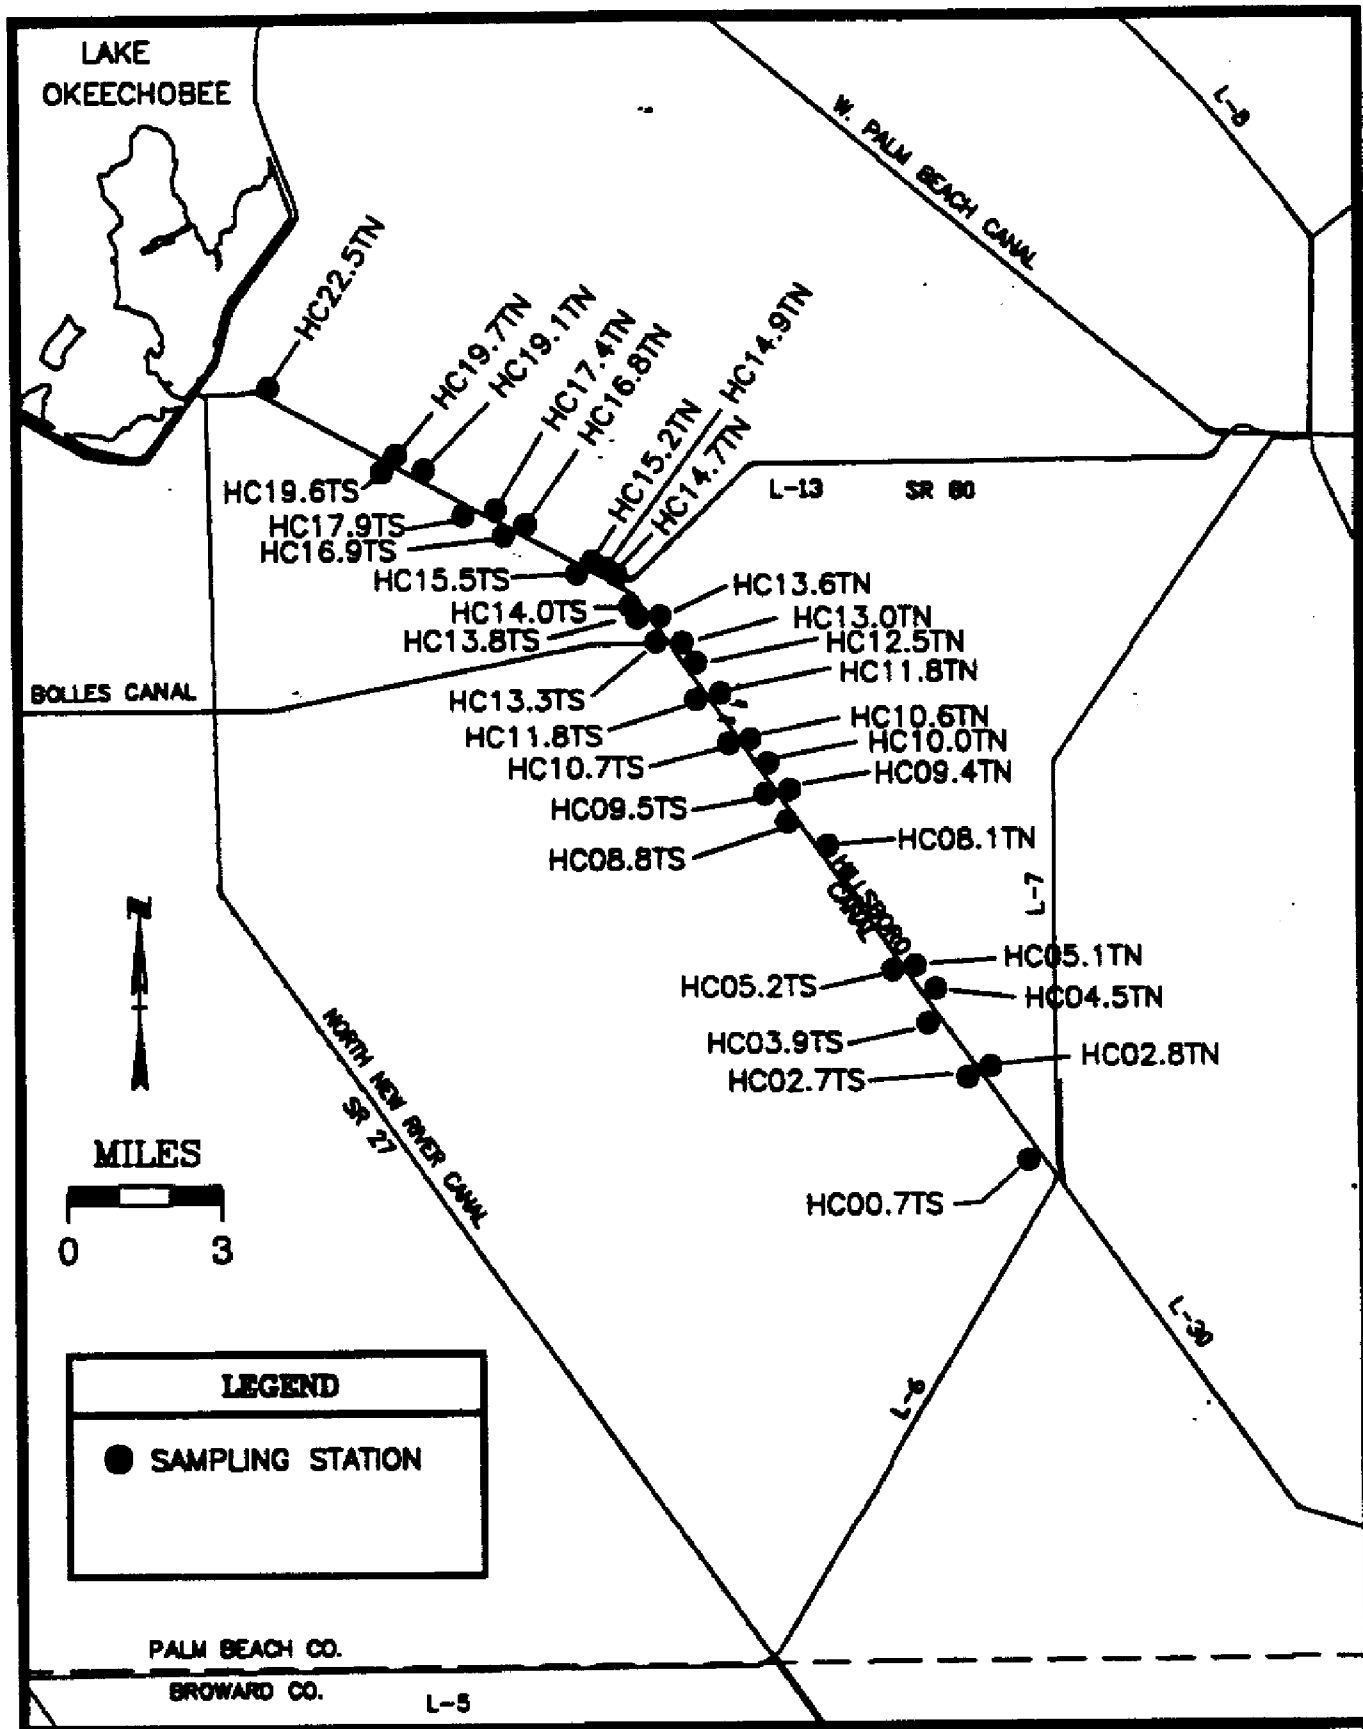 LAKE
OKEECHOBEE
L-8
W. PALM BEACH CANAL
HC22.5TN
HC19.7TN
HC19.1TN
HC17.4TN
HC16.8TN
HC15.2TN
HC14.9TN
HC14.7TN
L-13
SR 80
HC19.6TS
HC17.9TS
HC16.9TS
HC15.5TS
HC14.0TS
HC13.8TS
HC13.6TN
HC13.0TN
HC12.5TN
HC11.8TN
BOLLES CANAL
HC13.3TS
HC11.8TS
HC10.7TS
HC10.6TN
HC10.0TN
HC09.4TN
HC09.5TS
HC08.8TS
HC08.1TN
HILLSBORO
CANAL
L-7
N
HC05.2TS
HC05.1TN
HC04.5TN
HC03.9TS
HC02.7TS
HC02.8TN
HC00.7TS
NORTH NEW RIVER CANAL
SR 27
MILES
0 3
L-30
L-6
LEGEND
SAMPLING STATION
PALM BEACH CO.
BROWARD CO.
L-5